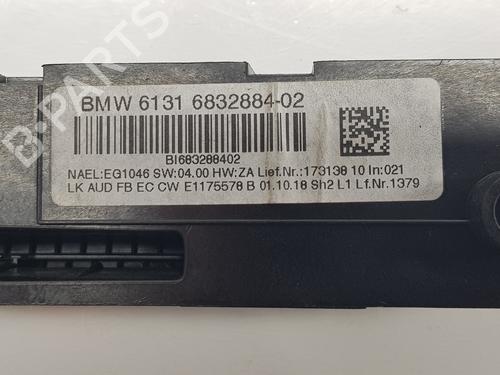 BMW 6131 6832884-02
BI683288402
NAEL:EG1046 SW:04.00 HW:ZA Lief.Nr.:173138 10 In:021
LK AUD FB EC CW E1175578 B 01.10.18 Sh2 L1 Lf.Nr.1379
B-PARTS